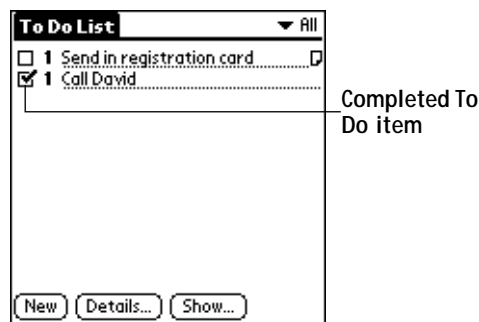 To Do List All
1 Send in registration card
1 Call David
Completed To
Do item
New Details... Show...